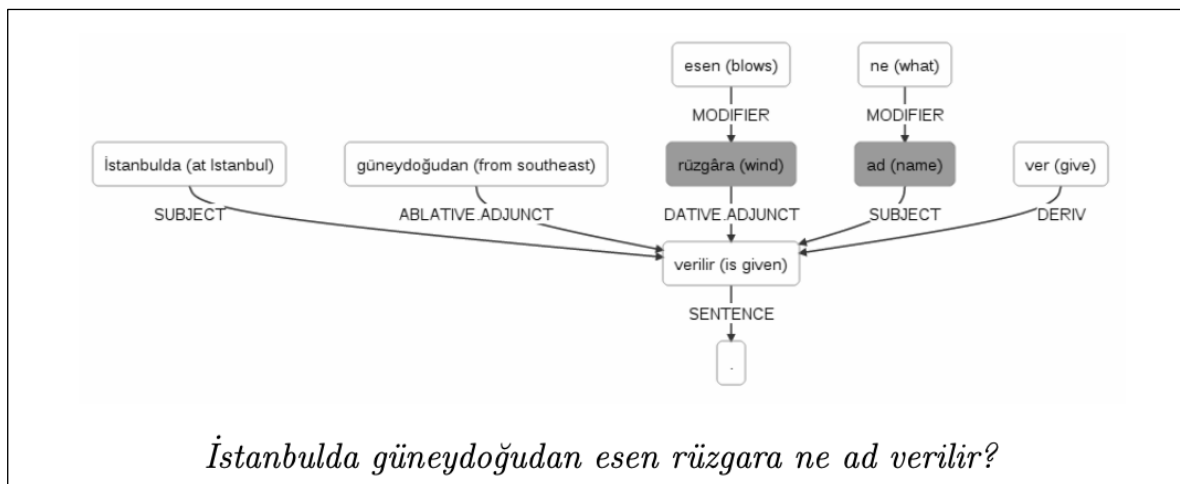 esen (blows) ne (what)
MODIFIER MODIFIER
İstanbulda (at Istanbul) güneydoğudan (from southeast) rüzgâra (wind) ad (name) ver (give)
SUBJECT ABLATIVE.ADJUNCT DATIVE.ADJUNCT SUBJECT DERIV
verilir (is given)
SENTENCE
.
İstanbulda güneydoğudan esen rüzgara ne ad verilir?